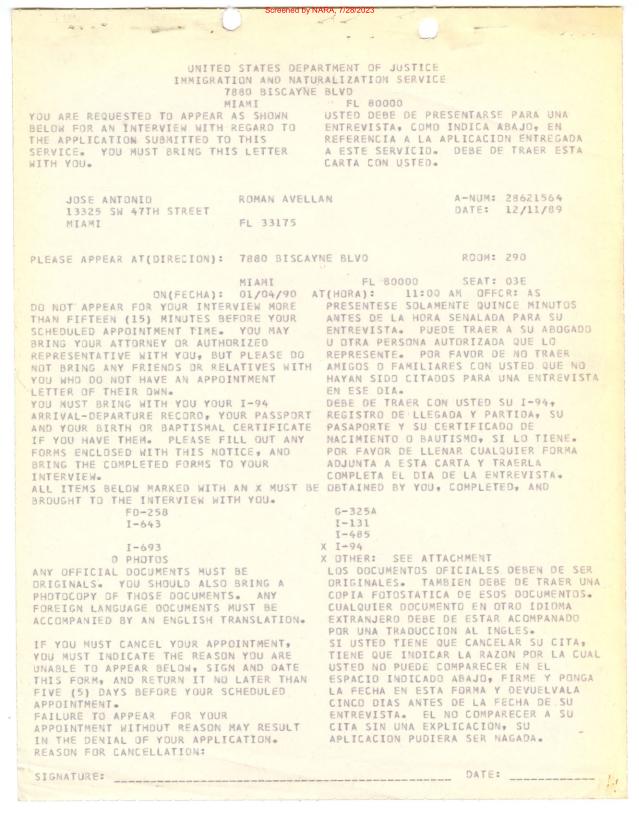 Screened by NARA, 7/28/2023
UNITED STATES DEPARTMENT OF JUSTICE
IMMIGRATION AND NATURALIZATION SERVICE
7880 BISCAYNE BLVD
MIAMI FL 80000
YOU ARE REQUESTED TO APPEAR AS SHOWN
BELOW FOR AN INTERVIEW WITH REGARD TO
THE APPLICATION SUBMITTED TO THIS
SERVICE. YOU MUST BRING THIS LETTER
WITH YOU.
USTED DEBE DE PRESENTARSE PARA UNA
ENTREVISTA, COMO INDICA ABAJO, EN
REFERENCIA A LA APLICACION ENTREGADA
A ESTE SERVICIO. DEBE DE TRAER ESTA
CARTA CON USTED.
JOSE ANTONIO ROMAN AVELLAN A-NUM: 28621564
13325 SW 47TH STREET DATE: 12/11/89
MIAMI FL 33175
PLEASE APPEAR AT(DIRECION): 7880 BISCAYNE BLVD ROOM: 290
MIAMI FL 80000 SEAT: 03E
ON(FECHA): 01/04/90 AT(HORA): 11:00 AM OFFCR: AS
DO NOT APPEAR FOR YOUR INTERVIEW MORE
THAN FIFTEEN (15) MINUTES BEFORE YOUR
SCHEDULED APPOINTMENT TIME. YOU MAY
BRING YOUR ATTORNEY OR AUTHORIZED
REPRESENTATIVE WITH YOU, BUT PLEASE DO
NOT BRING ANY FRIENDS OR RELATIVES WITH
YOU WHO DO NOT HAVE AN APPOINTMENT
LETTER OF THEIR OWN.
YOU MUST BRING WITH YOU YOUR I-94
ARRIVAL-DEPARTURE RECORD, YOUR PASSPORT
AND YOUR BIRTH OR BAPTISMAL CERTIFICATE
IF YOU HAVE THEM. PLEASE FILL OUT ANY
FORMS ENCLOSED WITH THIS NOTICE, AND
BRING THE COMPLETED FORMS TO YOUR
INTERVIEW.
PRESENTESE SOLAMENTE QUINCE MINUTOS
ANTES DE LA HORA SENALADA PARA SU
ENTREVISTA. PUEDE TRAER A SU ABOGADO
U OTRA PERSONA AUTORIZADA QUE LO
REPRESENTE. POR FAVOR DE NO TRAER
AMIGOS O FAMILIARES CON USTED QUE NO
HAYAN SIDO CITADOS PARA UNA ENTREVISTA
EN ESE DIA.
DEBE DE TRAER CON USTED SU I-94,
REGISTRO DE LLEGADA Y PARTIDA, SU
PASAPORTE Y SU CERTIFICADO DE
NACIMIENTO O BAUTISMO, SI LO TIENE.
POR FAVOR DE LLENAR CUALQUIER FORMA
ADJUNTA A ESTA CARTA Y TRAERLA
COMPLETA EL DIA DE LA ENTREVISTA.
ALL ITEMS BELOW MARKED WITH AN X MUST BE OBTAINED BY YOU, COMPLETED, AND
BROUGHT TO THE INTERVIEW WITH YOU.
FD-258 G-325A
I-643 I-131
I-485
I-693 X I-94
0 PHOTOS X OTHER: SEE ATTACHMENT
ANY OFFICIAL DOCUMENTS MUST BE
ORIGINALS. YOU SHOULD ALSO BRING A
PHOTOCOPY OF THOSE DOCUMENTS. ANY
FOREIGN LANGUAGE DOCUMENTS MUST BE
ACCOMPANIED BY AN ENGLISH TRANSLATION.
LOS DOCUMENTOS OFICIALES DEBEN DE SER
ORIGINALES. TAMBIEN DEBE DE TRAER UNA
COPIA FOTOSTATICA DE ESOS DOCUMENTOS.
CUALQUIER DOCUMENTO EN OTRO IDIOMA
EXTRANJERO DEBE DE ESTAR ACOMPANADO
POR UNA TRADUCCION AL INGLES.
IF YOU MUST CANCEL YOUR APPOINTMENT,
YOU MUST INDICATE THE REASON YOU ARE
UNABLE TO APPEAR BELOW, SIGN AND DATE
THIS FORM, AND RETURN IT NO LATER THAN
FIVE (5) DAYS BEFORE YOUR SCHEDULED
APPOINTMENT.
FAILURE TO APPEAR FOR YOUR
APPOINTMENT WITHOUT REASON MAY RESULT
IN THE DENIAL OF YOUR APPLICATION.
REASON FOR CANCELLATION:
SI USTED TIENE QUE CANCELAR SU CITA,
TIENE QUE INDICAR LA RAZON POR LA CUAL
USTED NO PUEDE COMPARECER EN EL
ESPACIO INDICADO ABAJO, FIRME Y PONGA
LA FECHA EN ESTA FORMA Y DEVUELVALA
CINCO DIAS ANTES DE LA FECHA DE SU
ENTREVISTA. EL NO COMPARECER A SU
CITA SIN UNA EXPLICACION, SU
APLICACION PUDIERA SER NAGADA.
SIGNATURE: DATE: